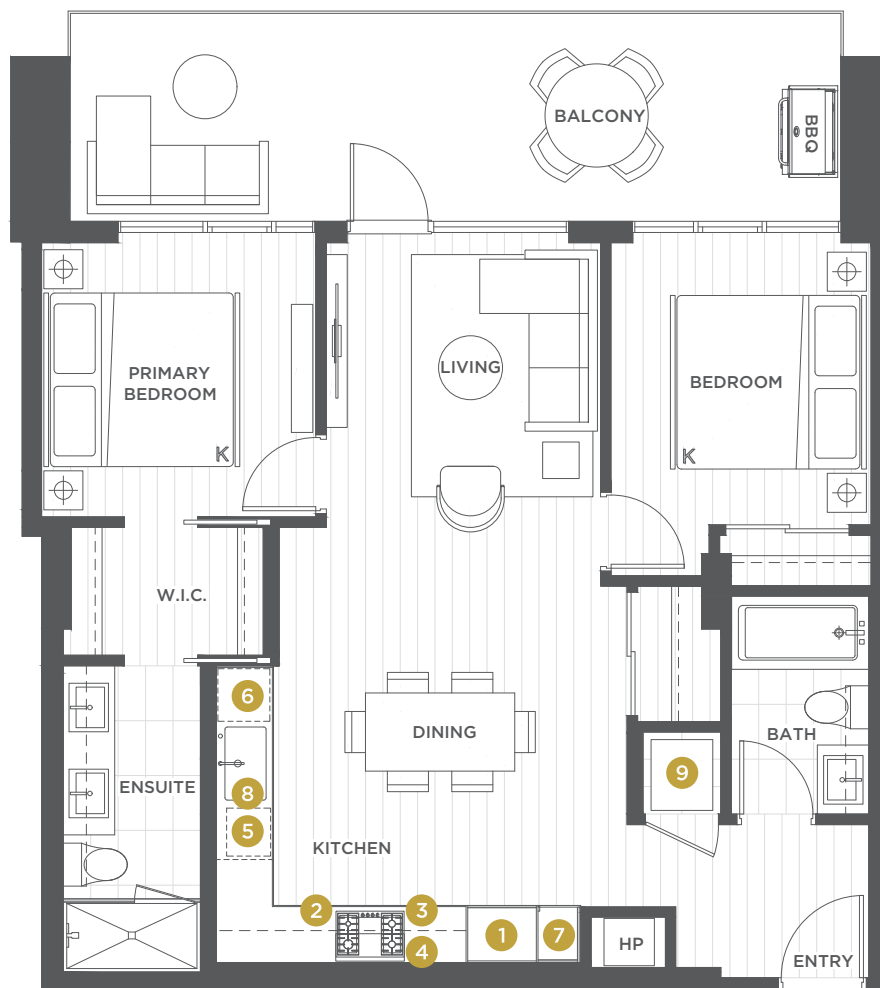 BALCONY
BBQ
PRIMARY
BEDROOM
K
LIVING
BEDROOM
K
W.I.C.
6
DINING
BATH
9
ENSUITE
8
5
KITCHEN
2
3
1
7
4
HP
ENTRY